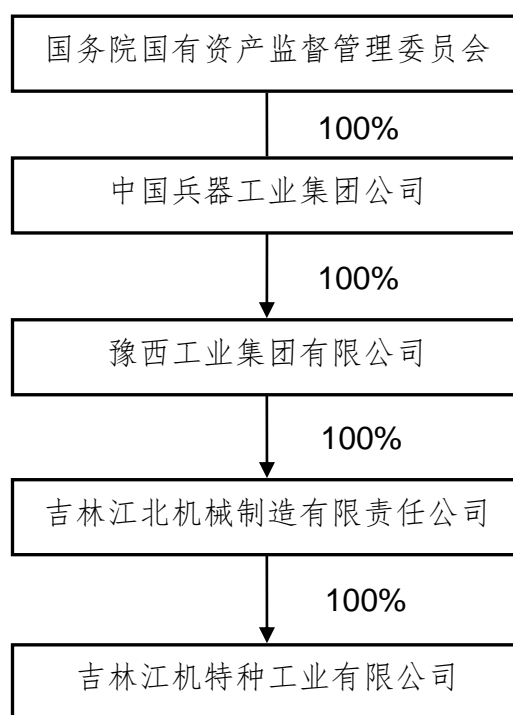 国务院国有资产监督管理委员会
100%
中国兵器工业集团公司
100%
豫西工业集团有限公司
100%
吉林江北机械制造有限责任公司
100%
吉林江机特种工业有限公司